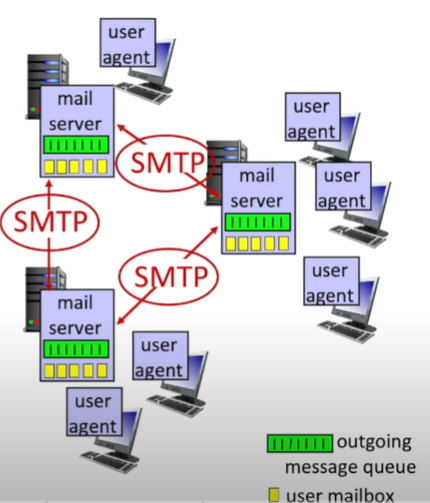 user
agent
mail
server
SMTP
user
agent
mail
server
user
agent
SMTP
SMTP
user
agent
mail
server
user
agent
user
agent
outgoing
message queue
user mailbox